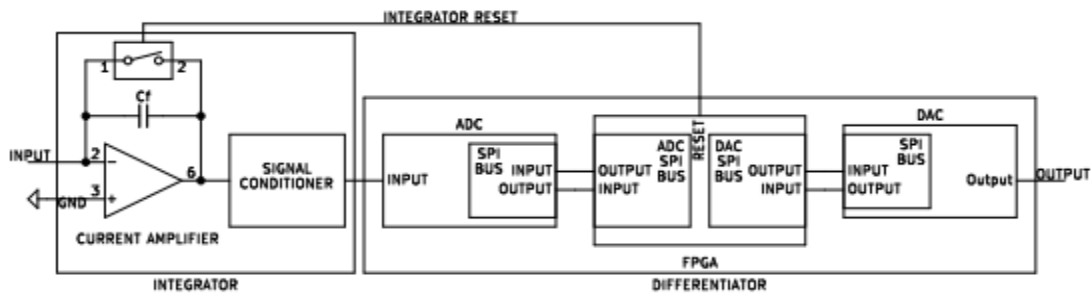 INTEGRATOR RESET
1
2
Cf
INPUT
2
−
3
+
6
GND
CURRENT AMPLIFIER
SIGNAL
CONDITIONER
INTEGRATOR
ADC
INPUT
SPI
BUS
INPUT
OUTPUT
RESET
ADC
SPI
BUS
OUTPUT
INPUT
DAC
SPI
BUS
OUTPUT
INPUT
FPGA
DAC
SPI
BUS
INPUT
OUTPUT
Output
OUTPUT
DIFFERENTIATOR